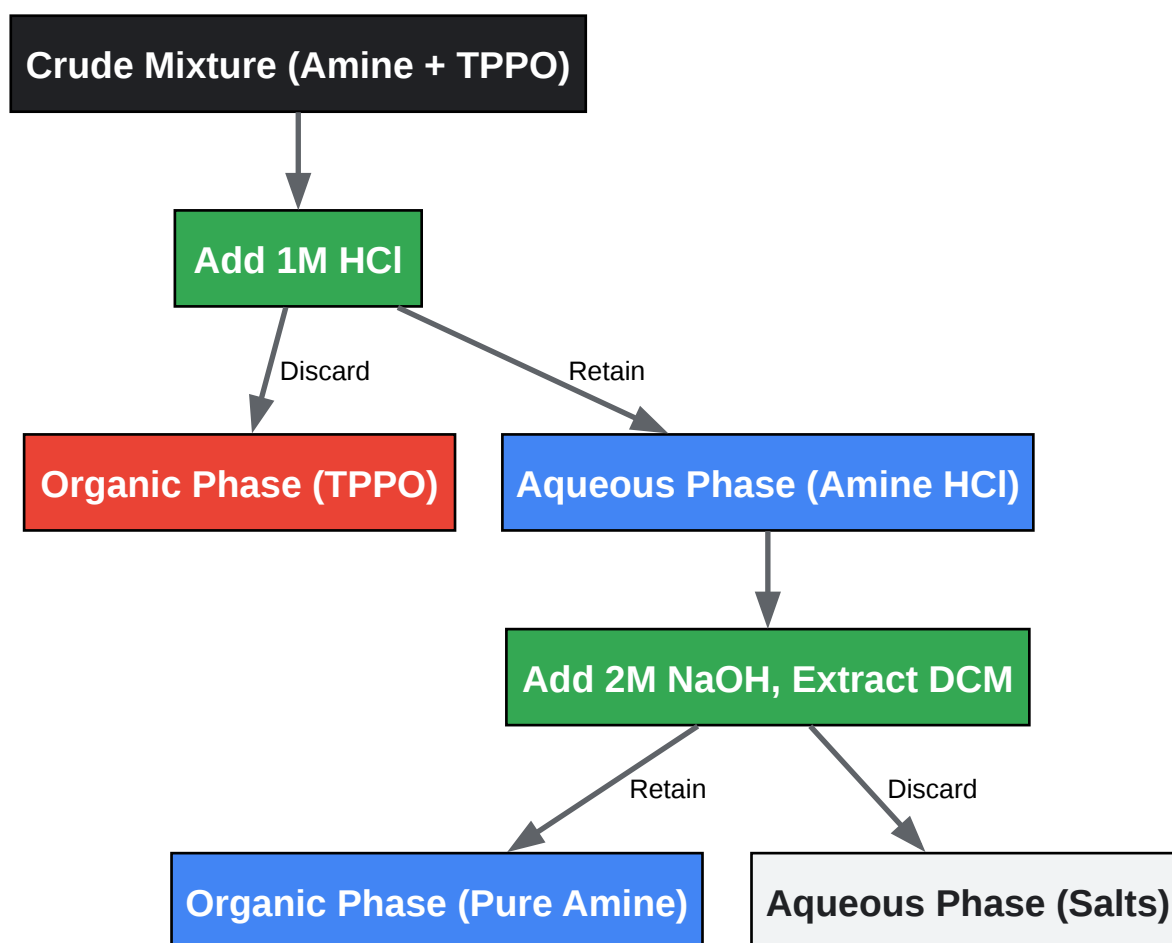 Crude Mixture (Amine + TPPO)
Add 1M HCl
Discard
Retain
Organic Phase (TPPO)
Aqueous Phase (Amine HCl)
Add 2M NaOH, Extract DCM
Retain
Discard
Organic Phase (Pure Amine)
Aqueous Phase (Salts)